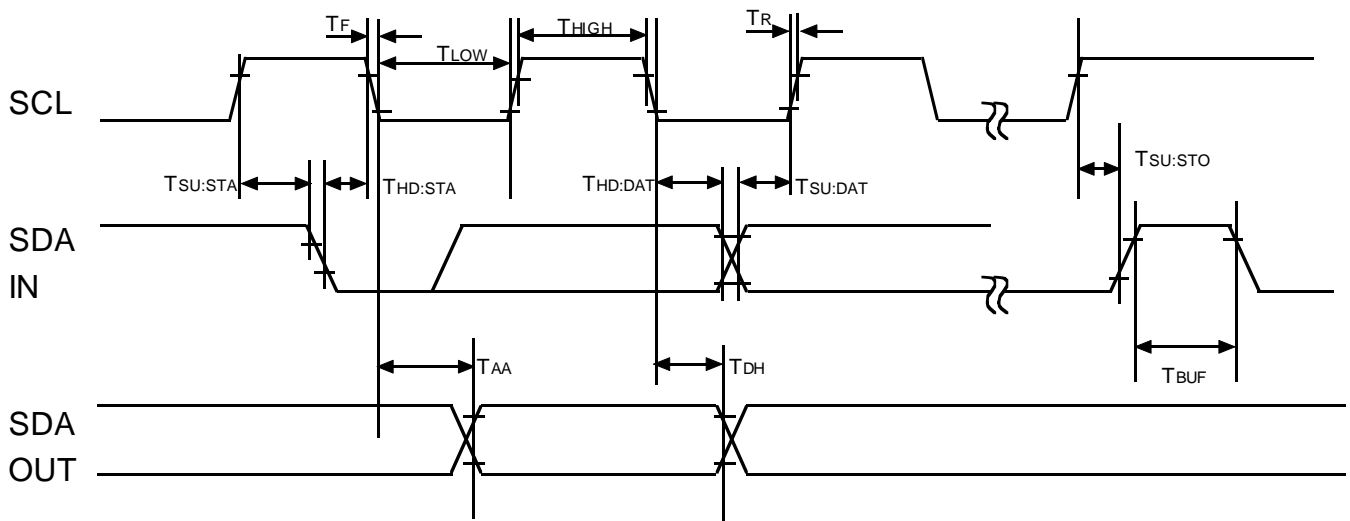 TF
TLOW
THIGH
TR
SCL
TSU:STA
THD:STA
THD:DAT
TSU:DAT
TSU:STO
SDA
IN
TAA
TDH
TBUF
SDA
OUT